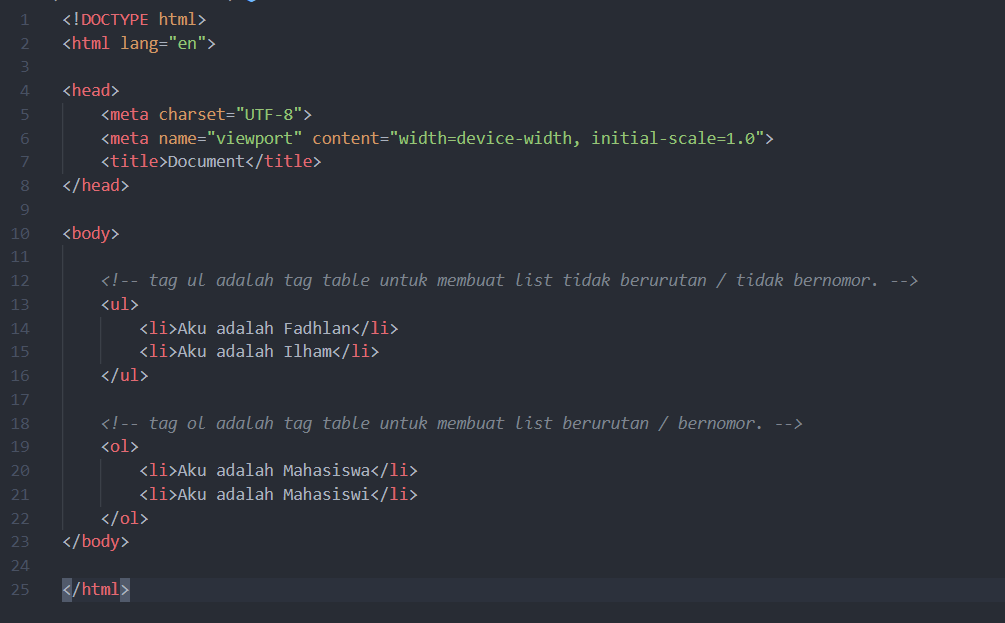 1 <!DOCTYPE html>
2 <html lang="en">
3
4 <head>
5     <meta charset="UTF-8">
6     <meta name="viewport" content="width=device-width, initial-scale=1.0">
7     <title>Document</title>
8 </head>
9
10 <body>
11
12     <!-- tag ul adalah tag table untuk membuat list tidak berurutan / tidak bernomor. -->
13     <ul>
14         <li>Aku adalah Fadhlan</li>
15         <li>Aku adalah Ilham</li>
16     </ul>
17
18     <!-- tag ol adalah tag table untuk membuat list berurutan / bernomor. -->
19     <ol>
20         <li>Aku adalah Mahasiswa</li>
21         <li>Aku adalah Mahasiswi</li>
22     </ol>
23 </body>
24
25 </html>